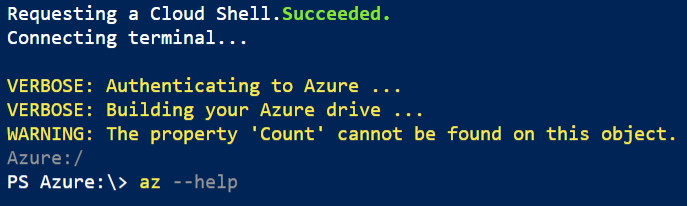 Requesting a Cloud Shell.Succeeded.
Connecting terminal...
VERBOSE: Authenticating to Azure ...
VERBOSE: Building your Azure drive ...
WARNING: The property 'Count' cannot be found on this object.
Azure:/
PS Azure:\> az --help